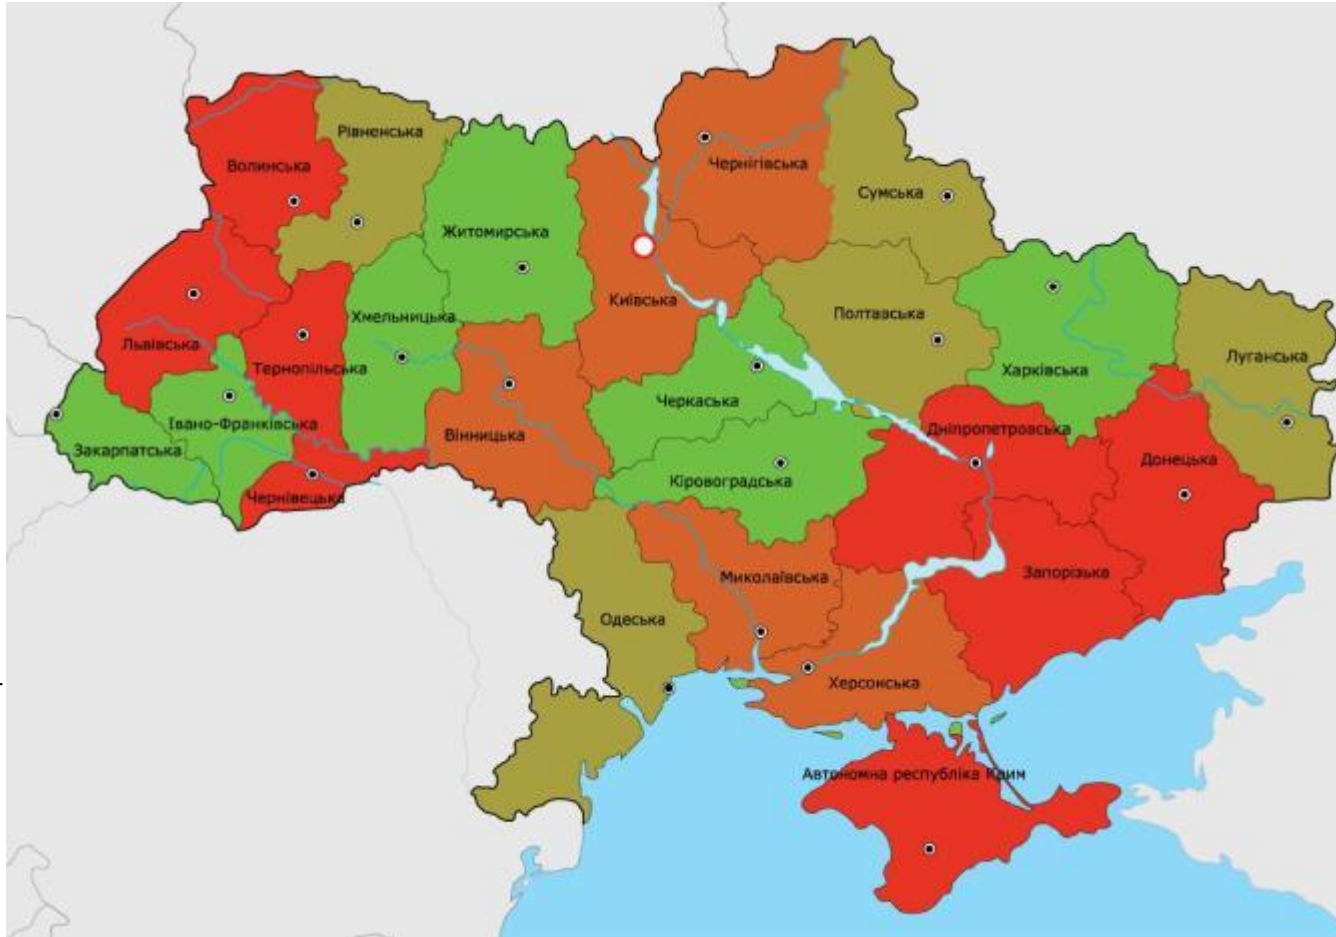 Рівненська
Волинська
Чернігівська
Сумська
Житомирська
Київська
Хмельницька
Полтавська
Львівська
Тернопільська
Луганська
Харківська
Черкаська
Івано-Франківська
Дніпропетровська
Закарпатська
Вінницька
Донецька
Кіровоградська
Чернівецька
Запорізька
Миколаївська
Одеська
Херсонська
Автономна республіка Крим